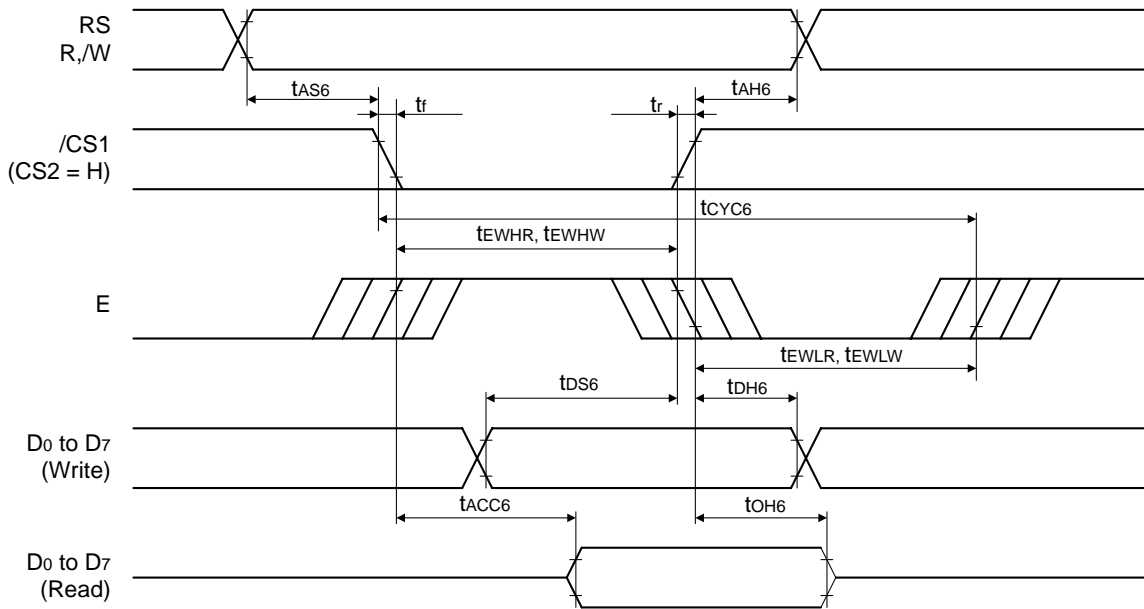 RS
R,/W
tAS6
tf
tr
tAH6
/CS1
(CS2 = H)
tCYC6
tEWHR, tEWHW
E
tEWLR, tEWLW
tDS6
tDH6
D0 to D7
(Write)
tACC6
tOH6
D0 to D7
(Read)